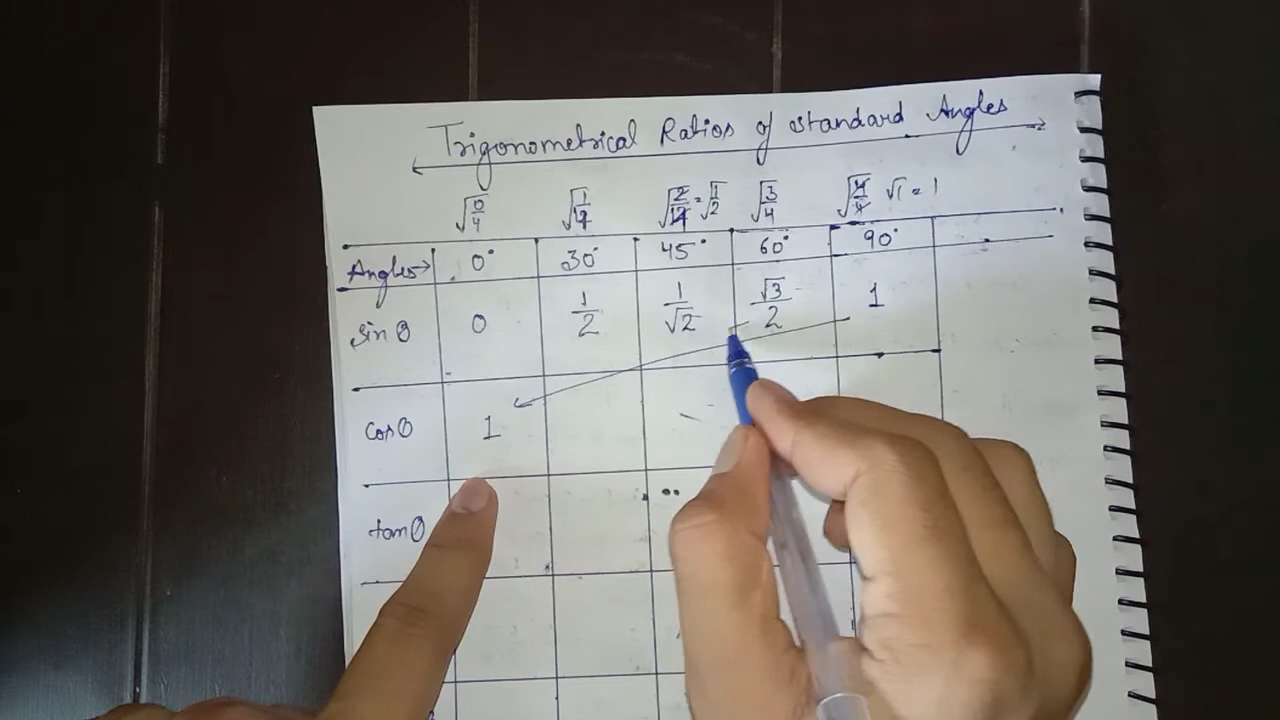 Trigonometrical Ratios of standard Angles
√0/4 √1/4 √2/4 = √1/2 √3/4 √4/4 √1 = 1
Angles→ 0° 30° 45° 60° 90°
sin θ 0 1/2 1/√2 √3/2 1
cos θ 1
tan θ